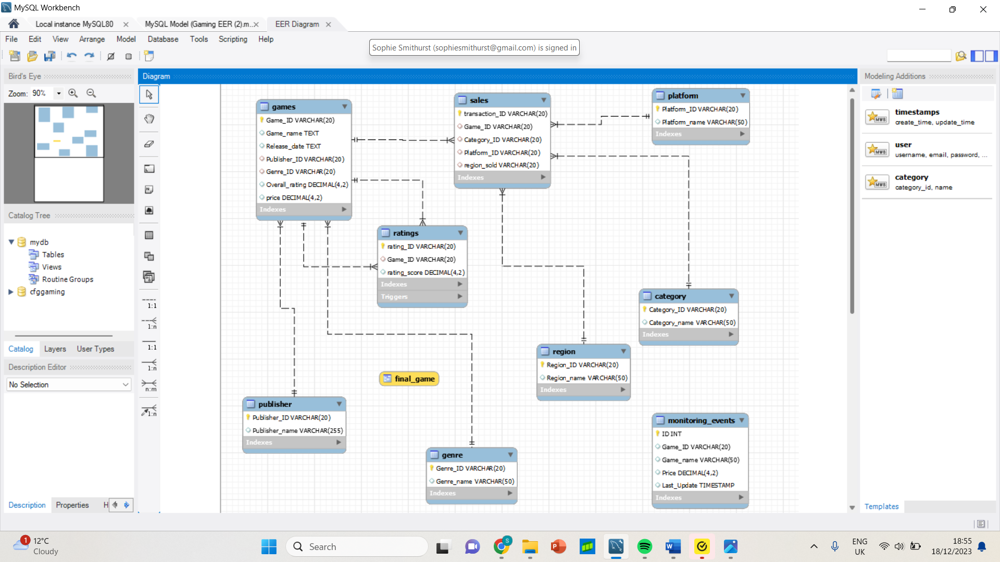 MySQL Workbench
Local instance MySQL80
MySQL Model (Gaming EER (2).m...
EER Diagram
File Edit View Arrange Model Database Tools Scripting Help
Sophie Smithurst (sophiesmithurst@gmail.com) is signed in
Bird's Eye
Zoom: 90%
Diagram
Modeling Additions
games
Game_ID VARCHAR(20)
Game_name TEXT
Release_date TEXT
Publisher_ID VARCHAR(20)
Genre_ID VARCHAR(20)
Overall_rating DECIMAL(4,2)
price DECIMAL(4,2)
Indexes
sales
transaction_ID VARCHAR(20)
Game_ID VARCHAR(20)
Category_ID VARCHAR(20)
Platform_ID VARCHAR(20)
region_sold VARCHAR(20)
Indexes
platform
Platform_ID VARCHAR(20)
Platform_name VARCHAR(50)
Indexes
ratings
rating_ID VARCHAR(20)
Game_ID VARCHAR(20)
rating_score DECIMAL(4,2)
Indexes
Triggers
category
Category_ID VARCHAR(20)
Category_name VARCHAR(50)
Indexes
region
Region_ID VARCHAR(20)
Region_name VARCHAR(50)
Indexes
final_game
publisher
Publisher_ID VARCHAR(20)
Publisher_name VARCHAR(255)
Indexes
genre
Genre_ID VARCHAR(20)
Genre_name VARCHAR(50)
Indexes
monitoring_events
ID INT
Game_ID VARCHAR(20)
Game_name VARCHAR(50)
Price DECIMAL(4,2)
Last_Update TIMESTAMP
Indexes
MWB
timestamps
create_time, update_time
MWB
user
username, email, password, ...
MWB
category
category_id, name
Templates
Catalog Tree
mydb
Tables
Views
Routine Groups
cfggaming
Catalog Layers User Types
Description Editor
No Selection
Description Properties H
1:1
1:n
1:1
1:n
n:m
1:n
1
12°C
Cloudy
Search
S
P
W
ENG
UK
18:55
18/12/2023